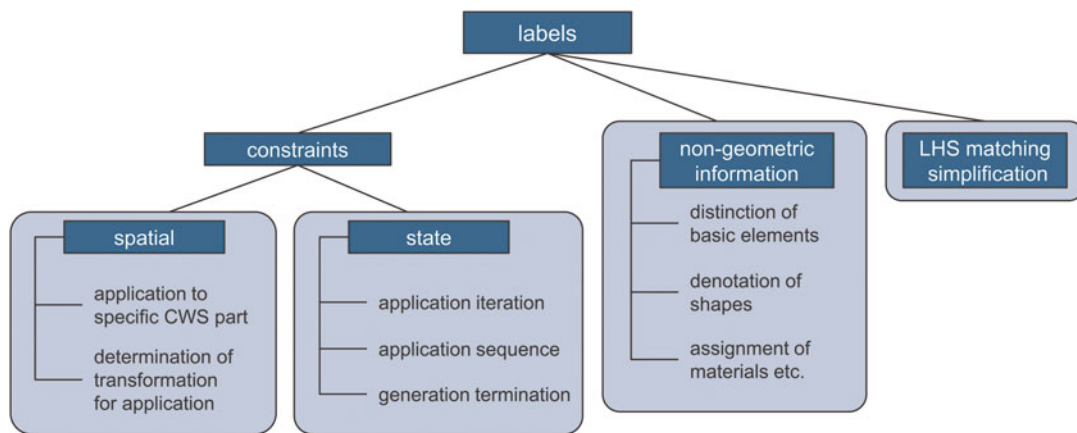 labels
constraints
spatial
application to
specific CWS part
determination of
transformation
for application
state
application iteration
application sequence
generation termination
non-geometric
information
distinction of
basic elements
denotation of
shapes
assignment of
materials etc.
LHS matching
simplification